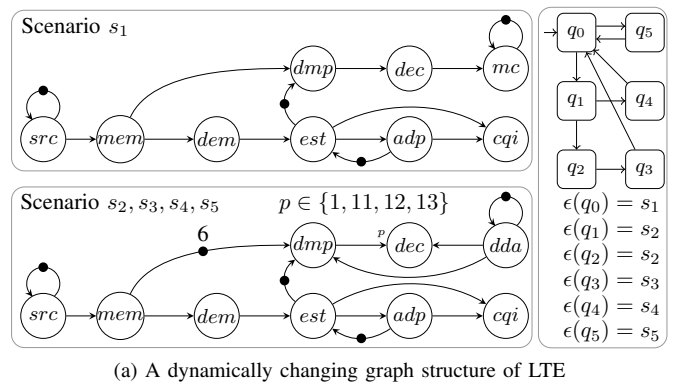 Scenario s₁
dmp dec mc
src mem dem est adp cqi
Scenario s₂, s₃, s₄, s₅ p ∈ {1, 11, 12, 13}
6
p
dmp dec dda
src mem dem est adp cqi
q₀ q₅
q₁ q₄
q₂ q₃
ϵ(q₀) = s₁
ϵ(q₁) = s₂
ϵ(q₂) = s₂
ϵ(q₃) = s₃
ϵ(q₄) = s₄
ϵ(q₅) = s₅
(a) A dynamically changing graph structure of LTE